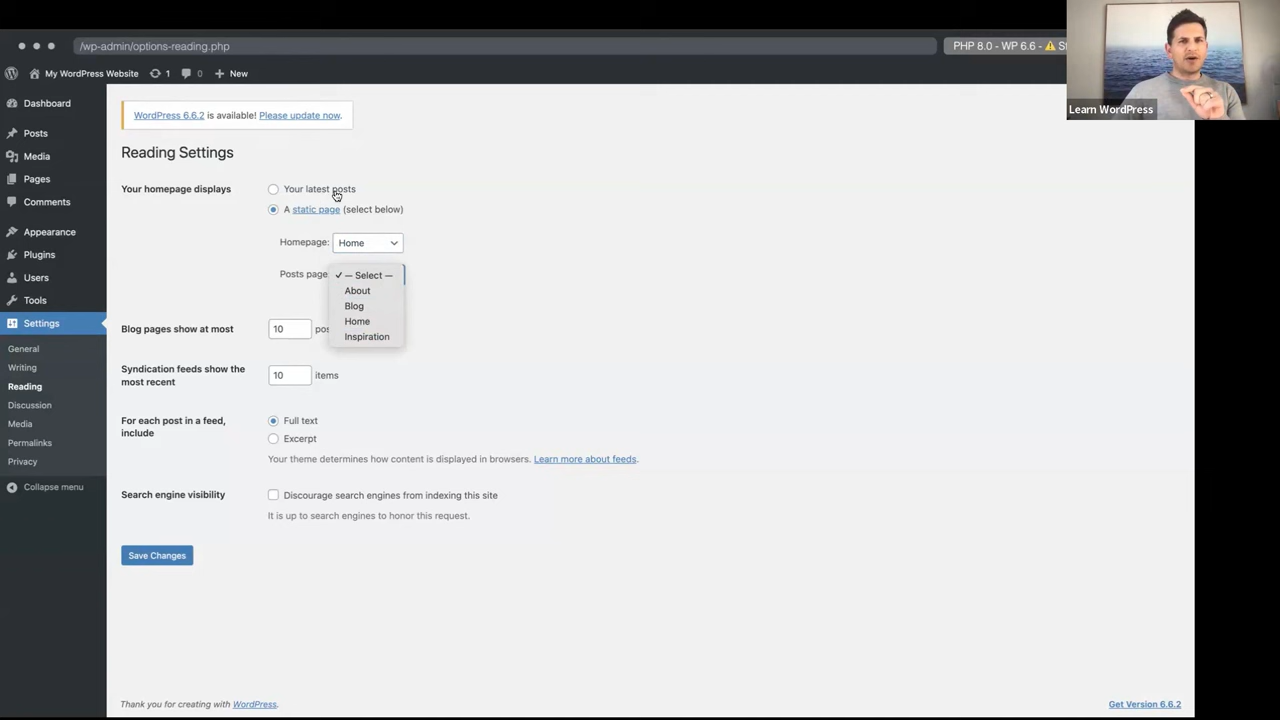 /wp-admin/options-reading.php
PHP 8.0 - WP 6.6 -
My WordPress Website
1
0
New
Learn WordPress
Dashboard
Posts
Media
Pages
Comments
Appearance
Plugins
Users
Tools
Settings
General
Writing
Reading
Discussion
Media
Permalinks
Privacy
Collapse menu
WordPress 6.6.2 is available! Please update now.
Reading Settings
Your homepage displays
Your latest posts
A static page (select below)
Homepage: Home
Posts page:
✓ — Select —
About
Blog
Home
Inspiration
Blog pages show at most
10
Syndication feeds show the most recent
10 items
For each post in a feed, include
Full text
Excerpt
Your theme determines how content is displayed in browsers. Learn more about feeds.
Search engine visibility
Discourage search engines from indexing this site
It is up to search engines to honor this request.
Save Changes
Thank you for creating with WordPress.
Get Version 6.6.2